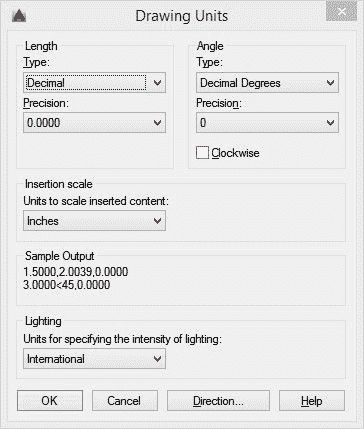 Drawing Units
Length
Type:
Decimal
Precision:
0.0000
Angle
Type:
Decimal Degrees
Precision:
0
Clockwise
Insertion scale
Units to scale inserted content:
Inches
Sample Output
1.5000,2.0039,0.0000
3.0000<45,0.0000
Lighting
Units for specifying the intensity of lighting:
International
OK Cancel Direction... Help